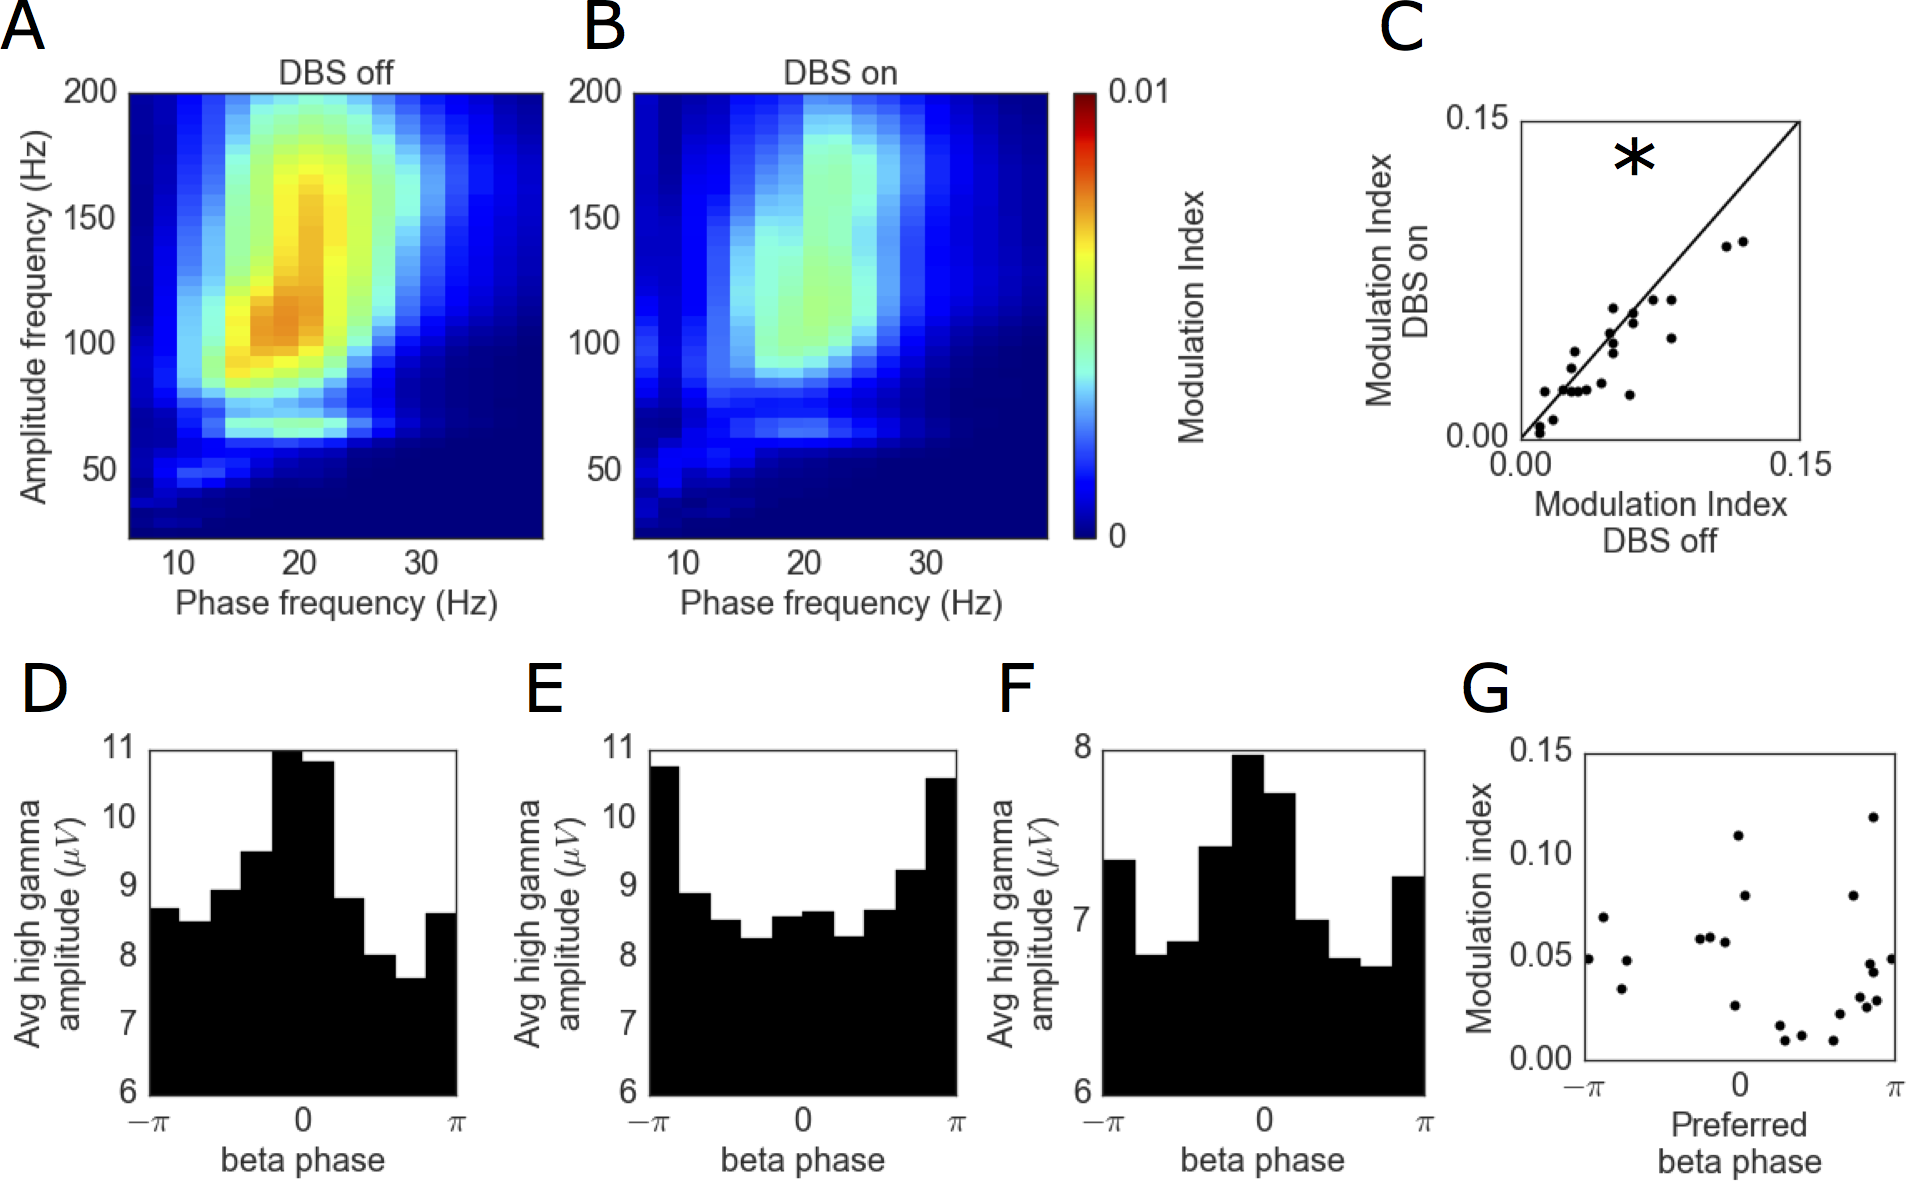 A
B
C
DBS off
DBS on
200
150
100
50
10
20
30
Amplitude frequency (Hz)
Phase frequency (Hz)
200
150
100
50
10
20
30
Phase frequency (Hz)
0.01
0
Modulation Index
0.15
0.00
0.00
0.15
*
Modulation Index
DBS on
Modulation Index
DBS off
D
E
F
G
11
10
9
8
7
6
−π
0
π
Avg high gamma
amplitude (μV)
beta phase
11
10
9
8
7
6
−π
0
π
Avg high gamma
amplitude (μV)
beta phase
8
7
6
−π
0
π
Avg high gamma
amplitude (μV)
beta phase
0.15
0.10
0.05
0.00
−π
0
π
Modulation index
Preferred
beta phase